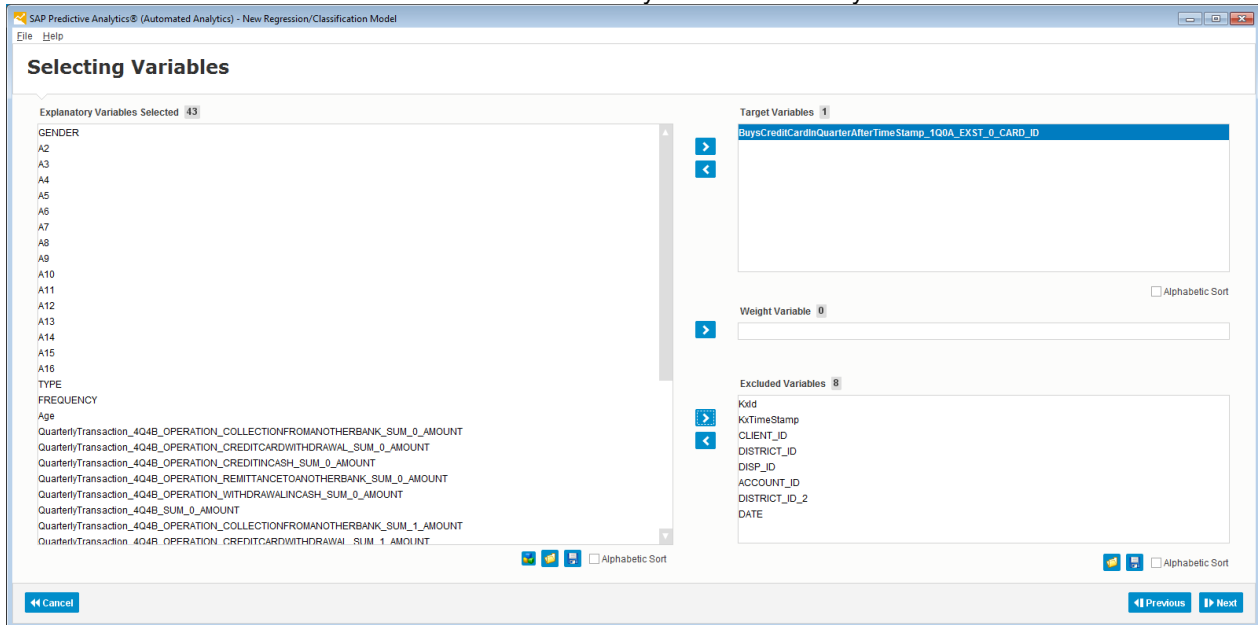 SAP Predictive Analytics® (Automated Analytics) - New Regression/Classification Model
File Help
Selecting Variables
Explanatory Variables Selected 43
GENDER
A2
A3
A4
A5
A6
A7
A8
A9
A10
A11
A12
A13
A14
A15
A16
TYPE
FREQUENCY
Age
QuarterlyTransaction_4Q4B_OPERATION_COLLECTIONFROMANOTHERBANK_SUM_0_AMOUNT
QuarterlyTransaction_4Q4B_OPERATION_CREDITCARDWITHDRAWAL_SUM_0_AMOUNT
QuarterlyTransaction_4Q4B_OPERATION_CREDITINCASH_SUM_0_AMOUNT
QuarterlyTransaction_4Q4B_OPERATION_REMITTANCETOANOTHERBANK_SUM_0_AMOUNT
QuarterlyTransaction_4Q4B_OPERATION_WITHDRAWALINCASH_SUM_0_AMOUNT
QuarterlyTransaction_4Q4B_SUM_0_AMOUNT
QuarterlyTransaction_4Q4B_OPERATION_COLLECTIONFROMANOTHERBANK_SUM_1_AMOUNT
QuarterlyTransaction_4Q4B_OPERATION_CREDITCARDWITHDRAWAL_SUM_1_AMOUNT
Alphabetic Sort
Target Variables 1
BuysCreditCardInQuarterAfterTimeStamp_1Q0A_EXST_0_CARD_ID
Alphabetic Sort
Weight Variable 0
Excluded Variables 8
KxId
KxTimeStamp
CLIENT_ID
DISTRICT_ID
DISP_ID
ACCOUNT_ID
DISTRICT_ID_2
DATE
Alphabetic Sort
Cancel
Previous
Next